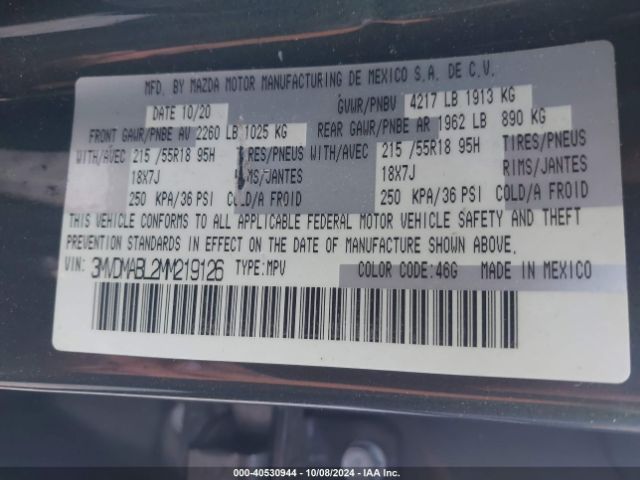 MFD. BY MAZDA MOTOR MANUFACTURING DE MEXICO S.A. DE C.V.
DATE 10/20 GVWR/PNBV 4217 LB 1913 KG
FRONT GAWR/PNBE AV 2260 LB 1025 KG REAR GAWR/PNBE AR 1962 LB 890 KG
WITH/AVEC 215 /55R18 95H TIRES/PNEUS WITH/AVEC 215 /55R18 95H TIRES/PNEUS
18X7J RIMS/JANTES 18X7J RIMS/JANTES
250 KPA/36 PSI COLD/A FROID 250 KPA/36 PSI COLD/A FROID
THIS VEHICLE CONFORMS TO ALL APPLICABLE FEDERAL MOTOR VEHICLE SAFETY AND THEFT
PREVENTION STANDARDS IN EFFECT ON THE DATE OF MANUFACTURE SHOWN ABOVE.
VIN: 3MVDMABL2MM219126 TYPE:MPV COLOR CODE:46G MADE IN MEXICO
000-40530944 - 10/08/2024 - IAA Inc.